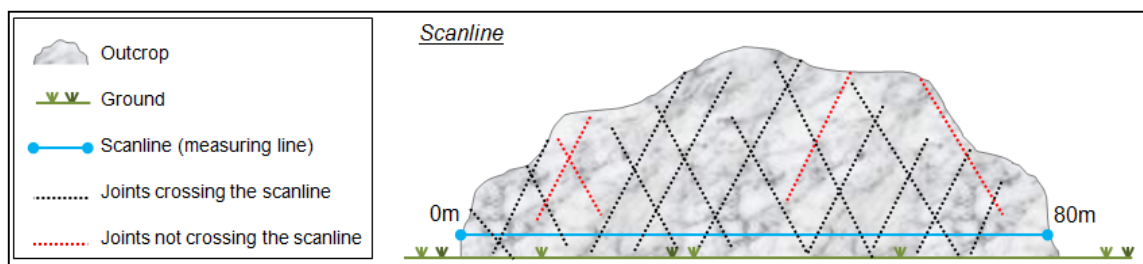 Outcrop
Ground
Scanline (measuring line)
Joints crossing the scanline
Joints not crossing the scanline
Scanline
0m
80m